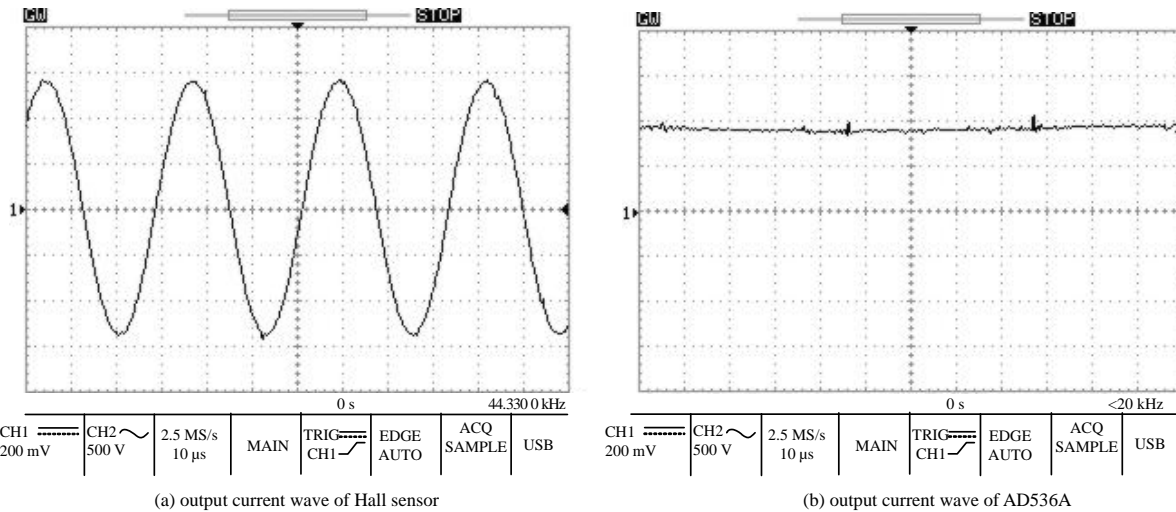 GW STOP
1
0 s 44.3300 kHz
CH1 200 mV
CH2 500 V
2.5 MS/s 10 μs
MAIN
TRIG CH1
EDGE AUTO
ACQ SAMPLE
USB
(a) output current wave of Hall sensor
GW STOP
1
0 s <20 kHz
CH1 200 mV
CH2 500 V
2.5 MS/s 10 μs
MAIN
TRIG CH1
EDGE AUTO
ACQ SAMPLE
USB
(b) output current wave of AD536A